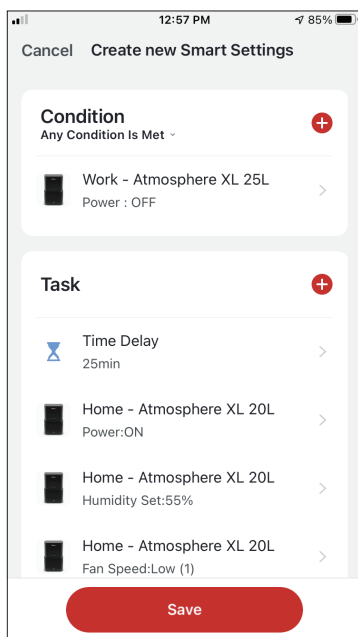 12:57 PM
85%
Cancel
Create new Smart Settings
Condition
Any Condition Is Met
Work - Atmosphere XL 25L
Power : OFF
Task
Time Delay
25min
Home - Atmosphere XL 20L
Power:ON
Home - Atmosphere XL 20L
Humidity Set:55%
Home - Atmosphere XL 20L
Fan Speed:Low (1)
Save